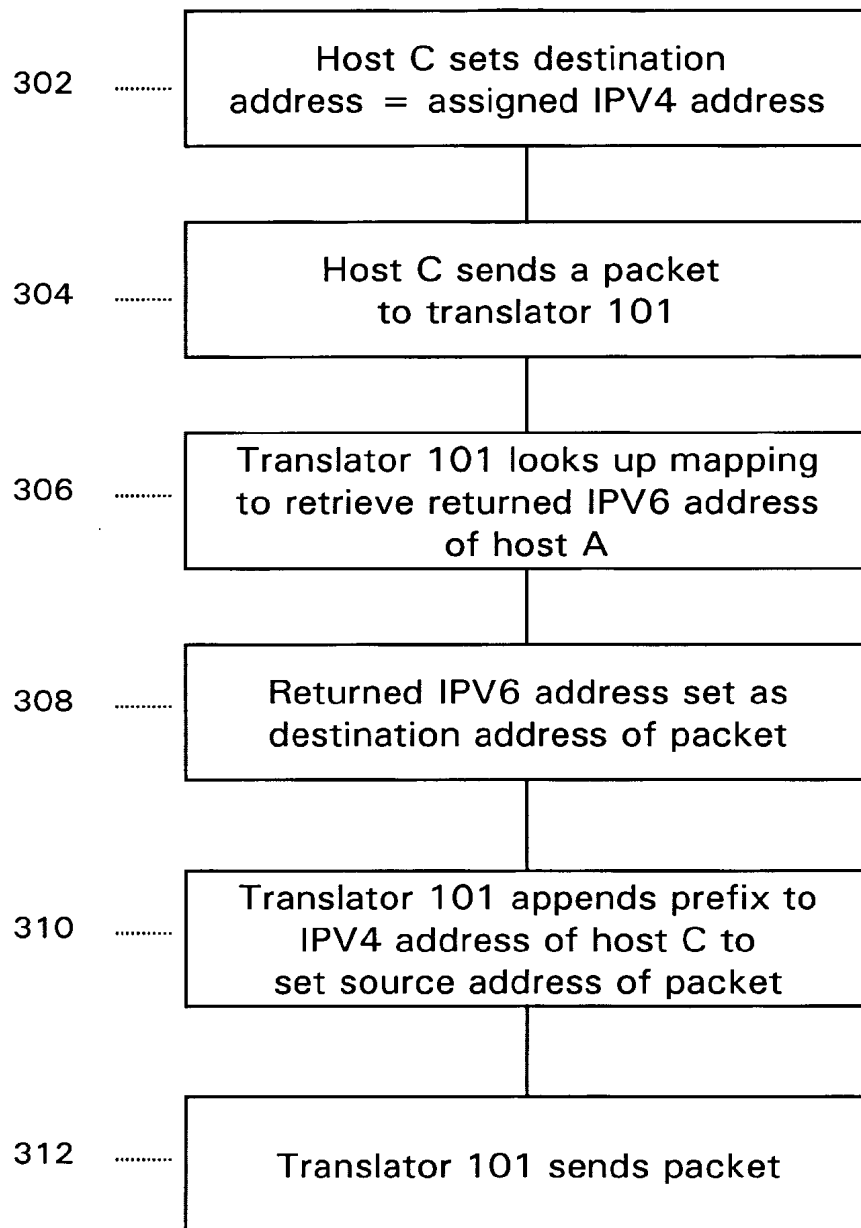 302
Host C sets destination
address = assigned IPV4 address
304
Host C sends a packet
to translator 101
306
Translator 101 looks up mapping
to retrieve returned IPV6 address
of host A
308
Returned IPV6 address set as
destination address of packet
310
Translator 101 appends prefix to
IPV4 address of host C to
set source address of packet
312
Translator 101 sends packet